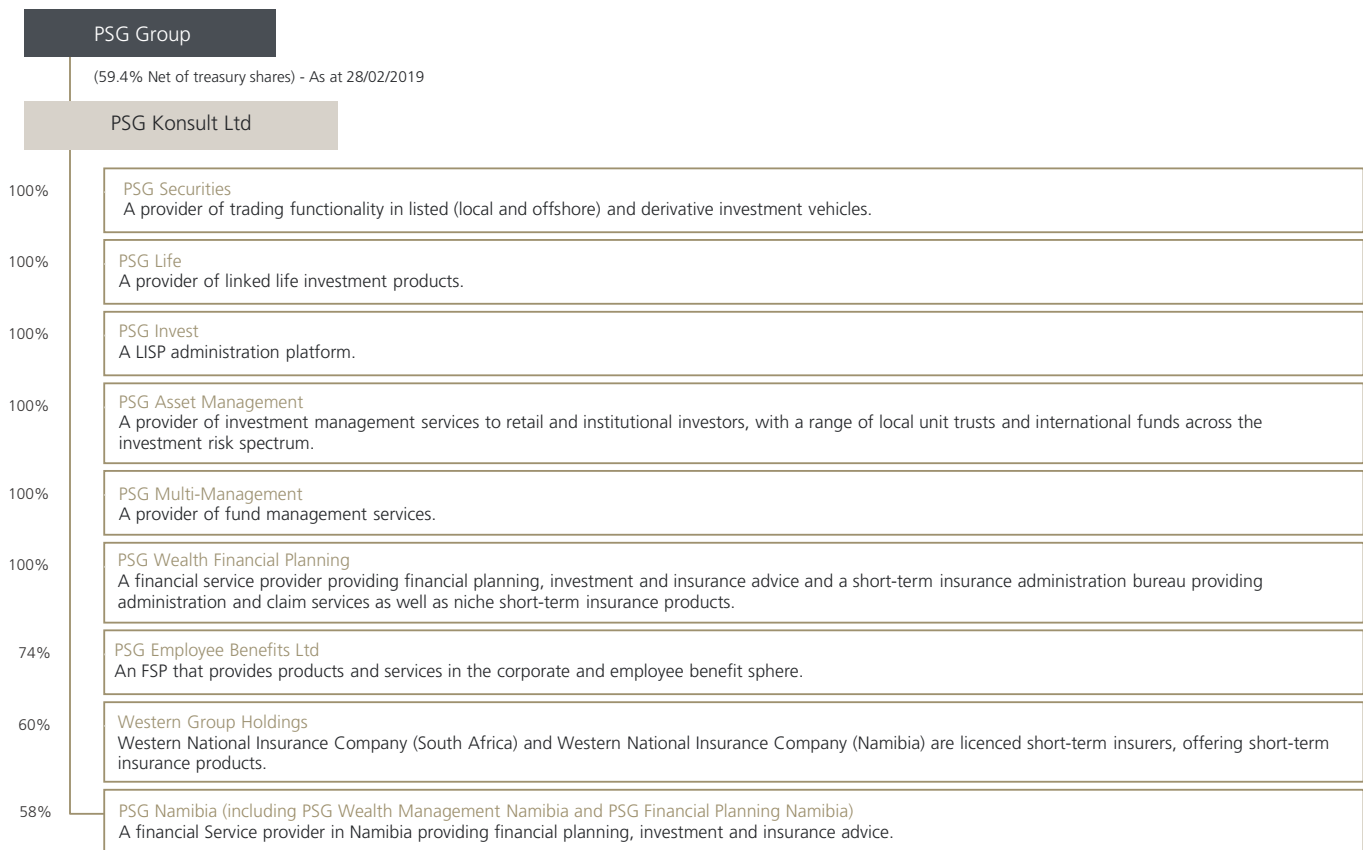 PSG Group
(59.4% Net of treasury shares) - As at 28/02/2019
PSG Konsult Ltd
100%
PSG Securities
A provider of trading functionality in listed (local and offshore) and derivative investment vehicles.
100%
PSG Life
A provider of linked life investment products.
100%
PSG Invest
A LISP administration platform.
100%
PSG Asset Management
A provider of investment management services to retail and institutional investors, with a range of local unit trusts and international funds across the
investment risk spectrum.
100%
PSG Multi-Management
A provider of fund management services.
100%
PSG Wealth Financial Planning
A financial service provider providing financial planning, investment and insurance advice and a short-term insurance administration bureau providing
administration and claim services as well as niche short-term insurance products.
74%
PSG Employee Benefits Ltd
An FSP that provides products and services in the corporate and employee benefit sphere.
60%
Western Group Holdings
Western National Insurance Company (South Africa) and Western National Insurance Company (Namibia) are licenced short-term insurers, offering short-term
insurance products.
58%
PSG Namibia (including PSG Wealth Management Namibia and PSG Financial Planning Namibia)
A financial Service provider in Namibia providing financial planning, investment and insurance advice.